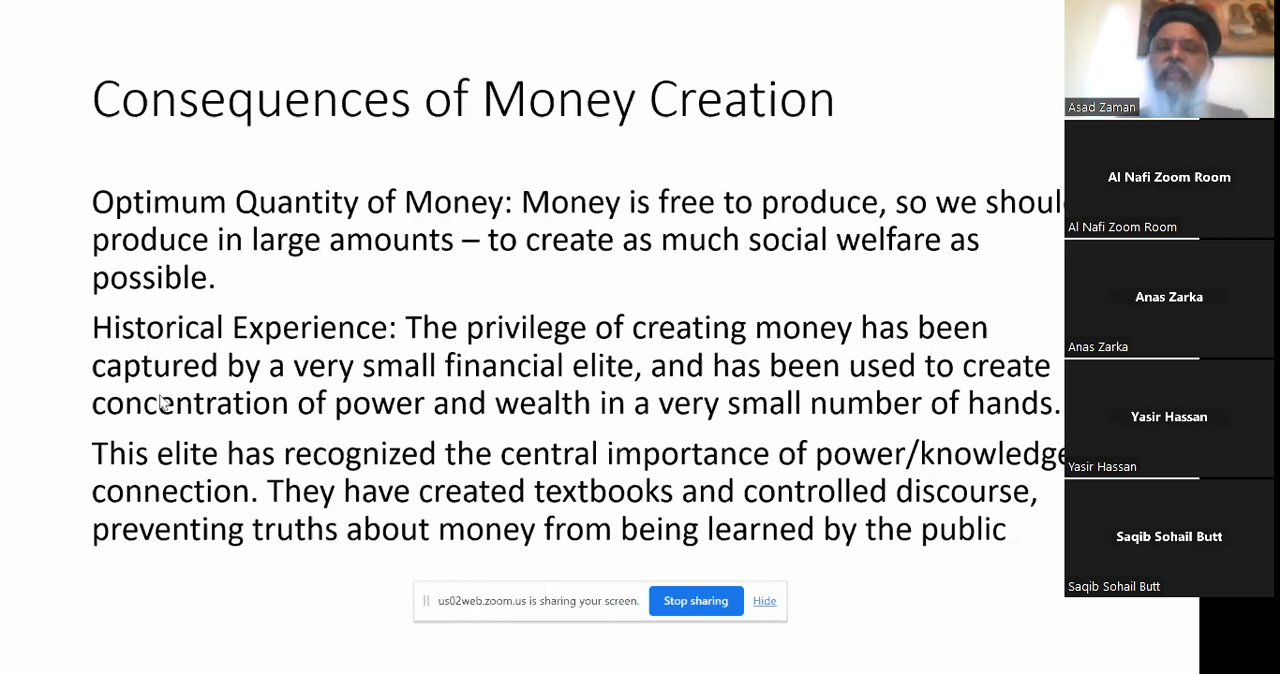 Consequences of Money Creation
Optimum Quantity of Money: Money is free to produce, so we shoul
produce in large amounts – to create as much social welfare as
possible.
Historical Experience: The privilege of creating money has been
captured by a very small financial elite, and has been used to create
concentration of power and wealth in a very small number of hands.
This elite has recognized the central importance of power/knowledge
connection. They have created textbooks and controlled discourse,
preventing truths about money from being learned by the public
us02web.zoom.us is sharing your screen.
Stop sharing
Hide
Asad Zaman
Al Nafi Zoom Room
Al Nafi Zoom Room
Anas Zarka
Anas Zarka
Yasir Hassan
Yasir Hassan
Saqib Sohail Butt
Saqib Sohail Butt